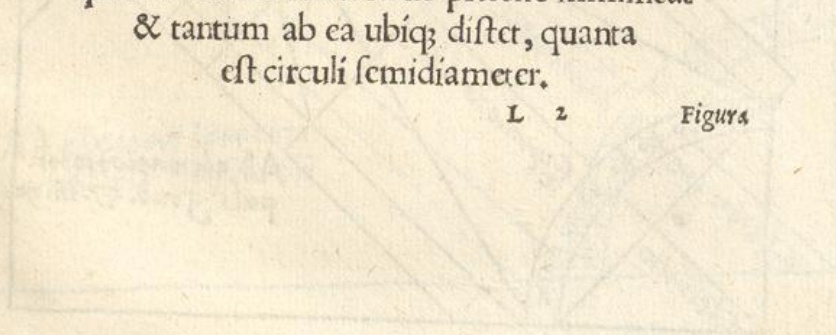 & tantum ab ea ubiq; distet, quanta
est circuli semidiameter.
L 2 Figura